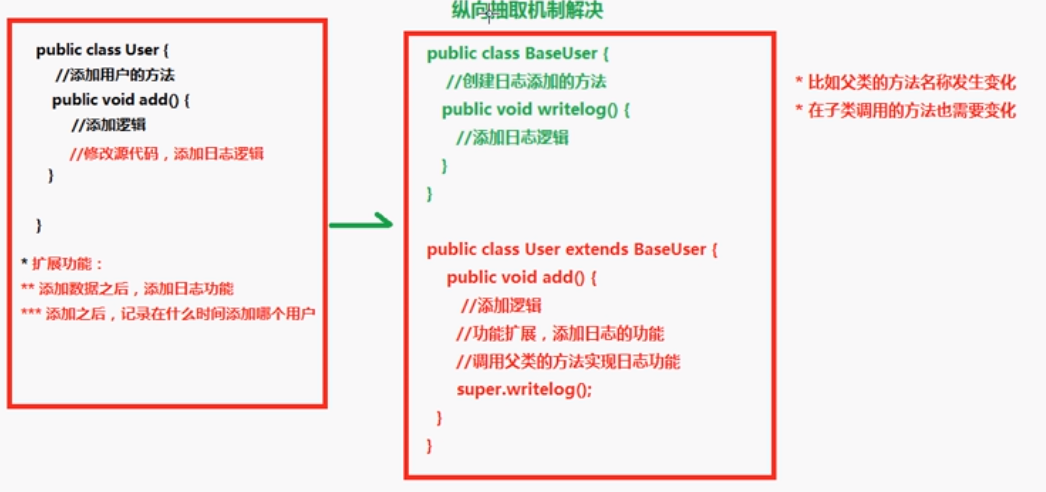 纵向抽取机制解决
public class User {
//添加用户的方法
public void add() {
//添加逻辑
//修改源代码，添加日志逻辑
}
}
* 扩展功能：
** 添加数据之后，添加日志功能
*** 添加之后，记录在什么时间添加哪个用户
public class BaseUser {
//创建日志添加的方法
public void writelog() {
//添加日志逻辑
}
}
public class User extends BaseUser {
public void add() {
//添加逻辑
//功能扩展，添加日志的功能
//调用父类的方法实现日志功能
super.writelog();
}
}
* 比如父类的方法名称发生变化
* 在子类调用的方法也需要变化